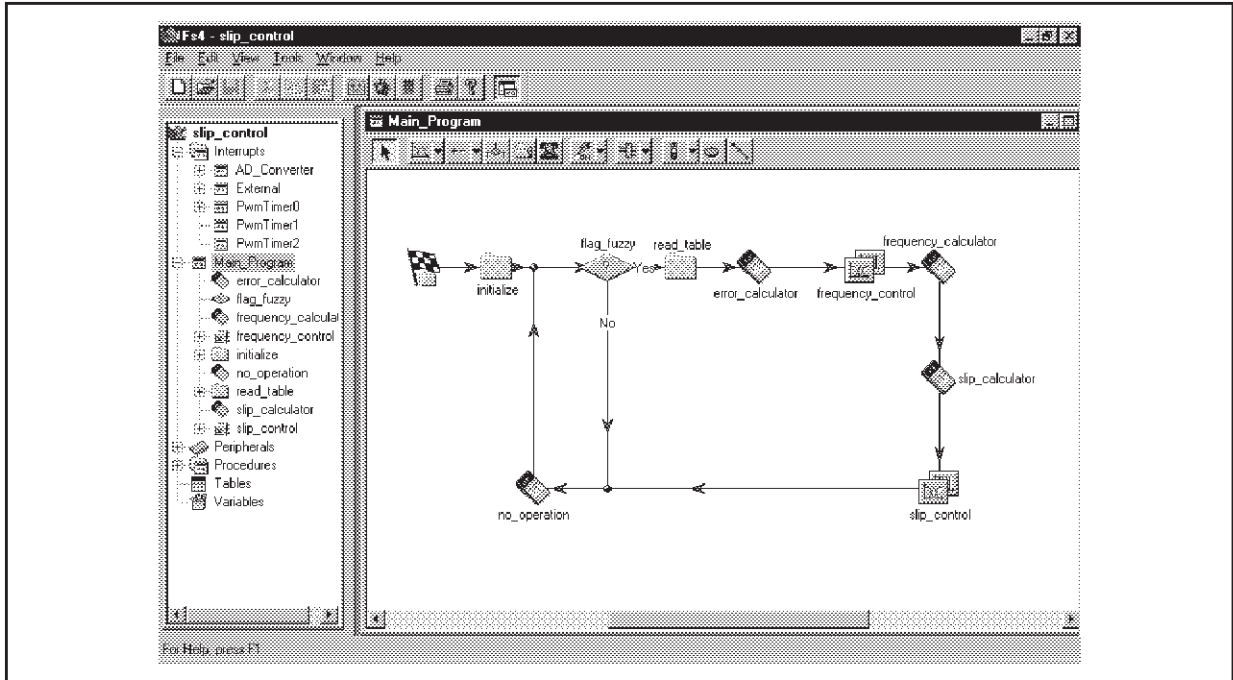 Fs4 - slip_control
File Edit View Tools Window Help
slip_control
Interrupts
AD_Converter
External
PwmTimer0
PwmTimer1
PwmTimer2
Main_Program
error_calculator
flag_fuzzy
frequency_calculat
frequency_control
initialize
no_operation
read_table
slip_calculator
slip_control
Peripherals
Procedures
Tables
Variables
Main_Program
initialize
flag_fuzzy
Yes
No
read_table
error_calculator
frequency_control
frequency_calculator
slip_calculator
slip_control
no_operation
For Help, press F1